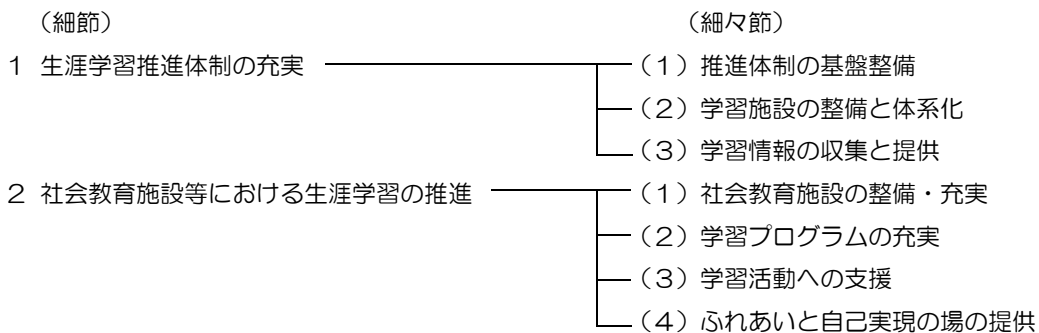 （細節） （細々節）
１ 生涯学習推進体制の充実 （１）推進体制の基盤整備
（２）学習施設の整備と体系化
（３）学習情報の収集と提供
２ 社会教育施設等における生涯学習の推進 （１）社会教育施設の整備・充実
（２）学習プログラムの充実
（３）学習活動への支援
（４）ふれあいと自己実現の場の提供